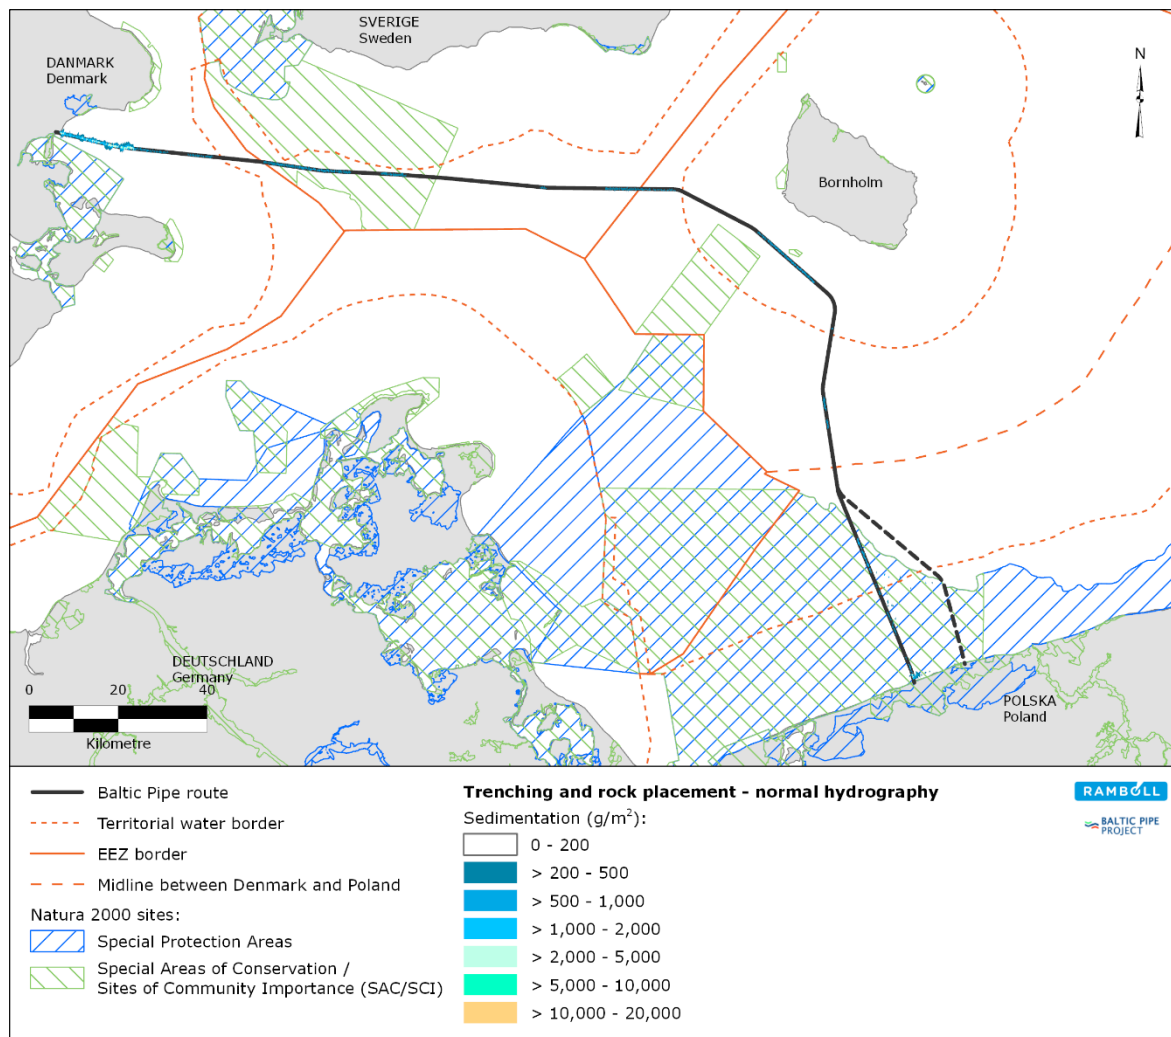 SVERIGE
Sweden
DANMARK
Denmark
N
Bornholm
DEUTSCHLAND
Germany
POLSKA
Poland
0 20 40
Kilometre
Baltic Pipe route
Territorial water border
EEZ border
Midline between Denmark and Poland
Natura 2000 sites:
Special Protection Areas
Special Areas of Conservation /
Sites of Community Importance (SAC/SCI)
Trenching and rock placement - normal hydrography
Sedimentation (g/m²):
0 - 200
> 200 - 500
> 500 - 1,000
> 1,000 - 2,000
> 2,000 - 5,000
> 5,000 - 10,000
> 10,000 - 20,000
RAMBOLL
BALTIC PIPE
PROJECT